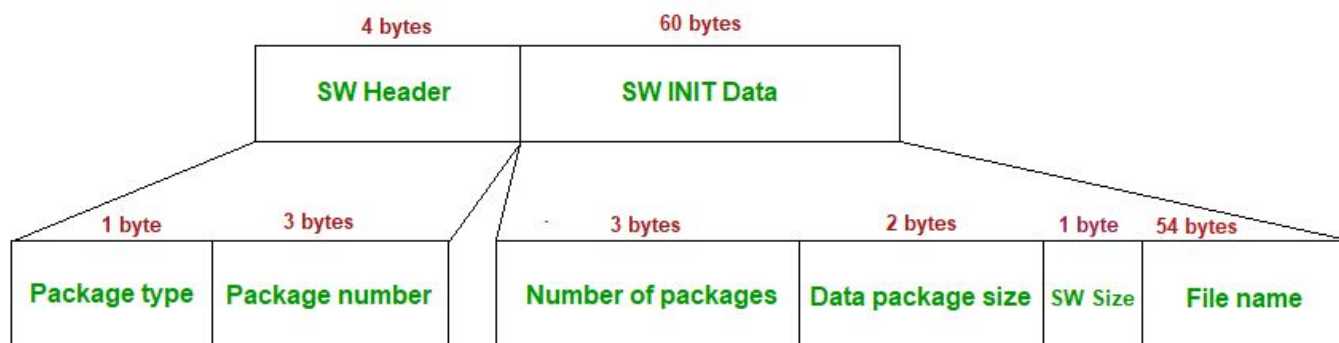 4 bytes 60 bytes
SW Header SW INIT Data
1 byte 3 bytes 3 bytes 2 bytes 1 byte 54 bytes
Package type Package number Number of packages Data package size SW Size File name